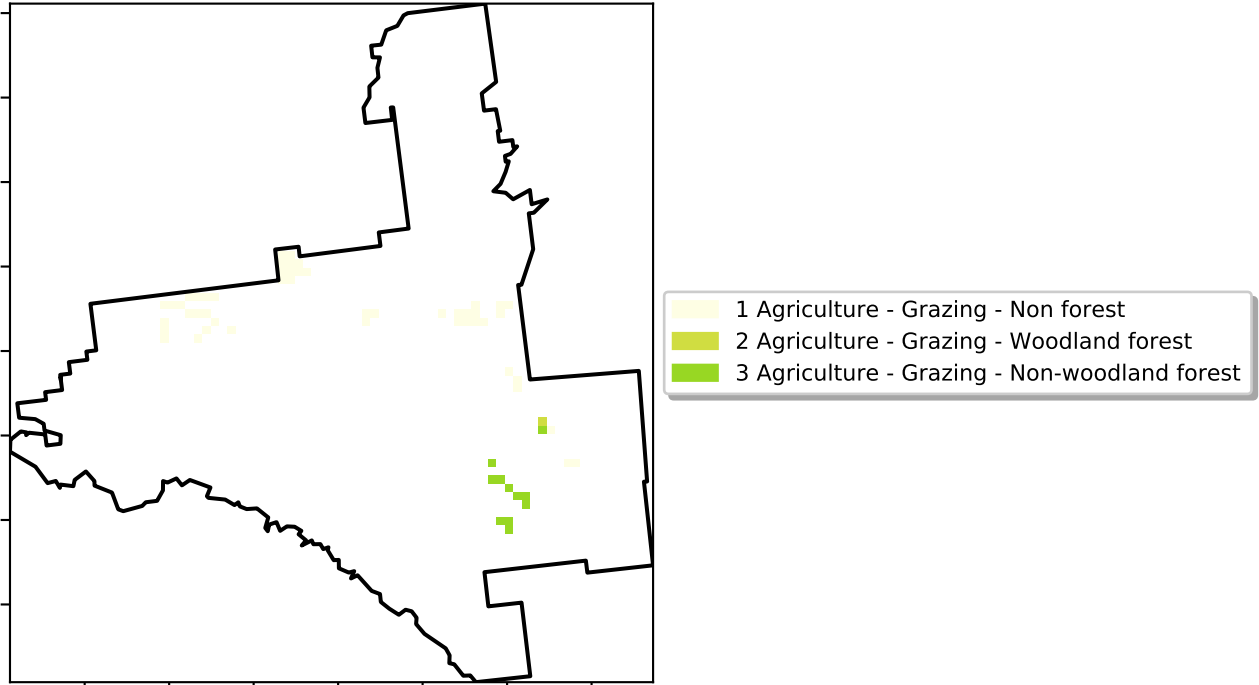 1 Agriculture - Grazing - Non forest
2 Agriculture - Grazing - Woodland forest
3 Agriculture - Grazing - Non-woodland forest